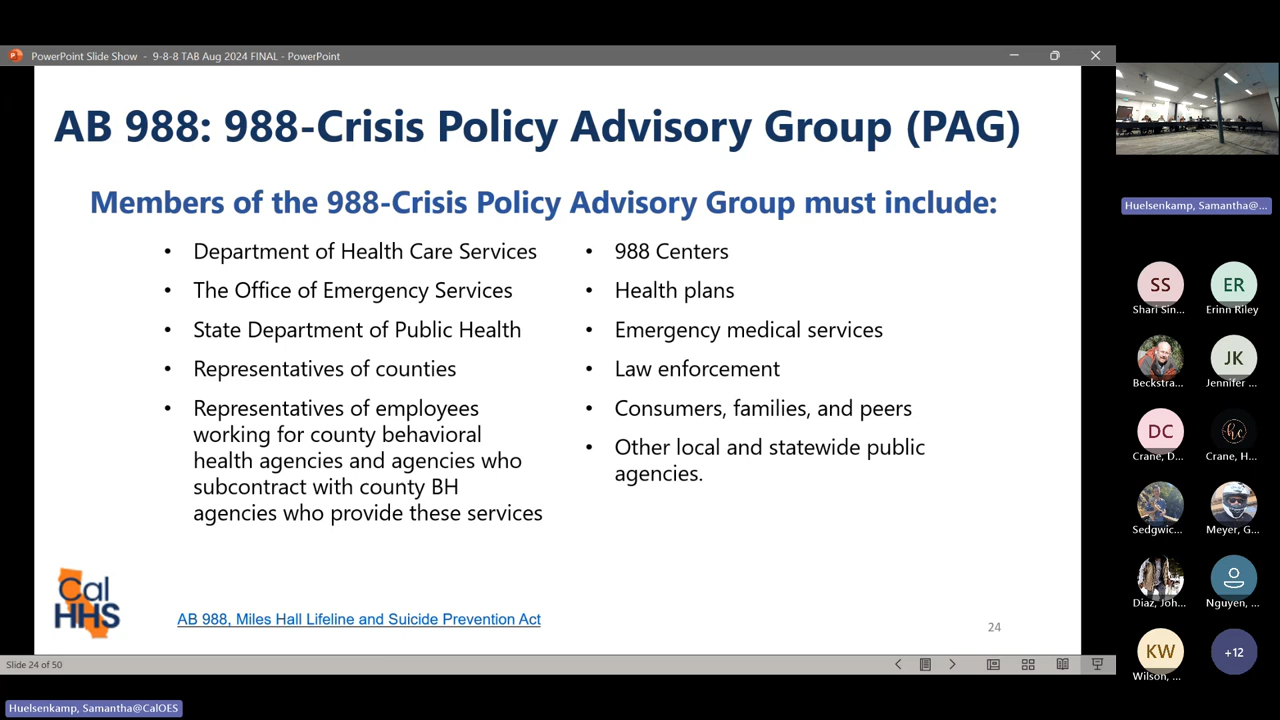 PowerPoint Slide Show - 9-8-8 TAB Aug 2024 FINAL - PowerPoint
AB 988: 988-Crisis Policy Advisory Group (PAG)
Members of the 988-Crisis Policy Advisory Group must include:
• Department of Health Care Services
• The Office of Emergency Services
• State Department of Public Health
• Representatives of counties
• Representatives of employees
working for county behavioral
health agencies and agencies who
subcontract with county BH
agencies who provide these services
• 988 Centers
• Health plans
• Emergency medical services
• Law enforcement
• Consumers, families, and peers
• Other local and statewide public
agencies.
Cal
HHS
AB 988, Miles Hall Lifeline and Suicide Prevention Act
24
Slide 24 of 50
Huelsenkamp, Samantha@CalOES
Huelsenkamp, Samantha@...
SS
Shari Sin...
ER
Erinn Riley
Beckstra...
JK
Jennifer ...
DC
Crane, D...
hc
Crane, H...
Sedgwic...
Meyer, G...
Diaz, Joh...
Nguyen, ...
KW
Wilson, ...
+12